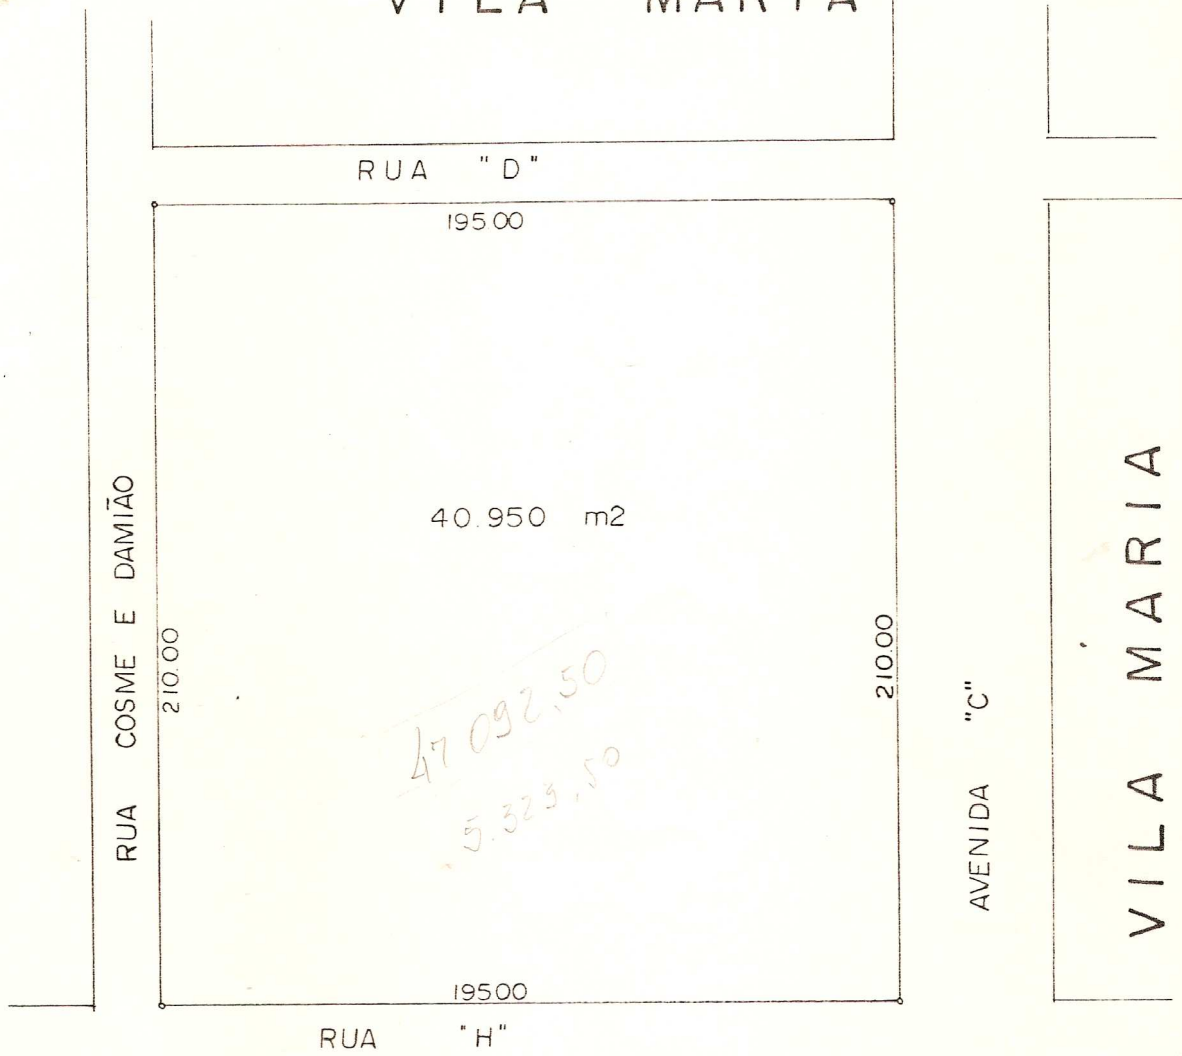 VILA MARIA
RUA "D"
195.00
40.950 m2
RUA COSME E DAMIÃO
210.00
210.00
AVENIDA "C"
VILA MARIA
47 092,50
5.323,50
195.00
RUA "H"